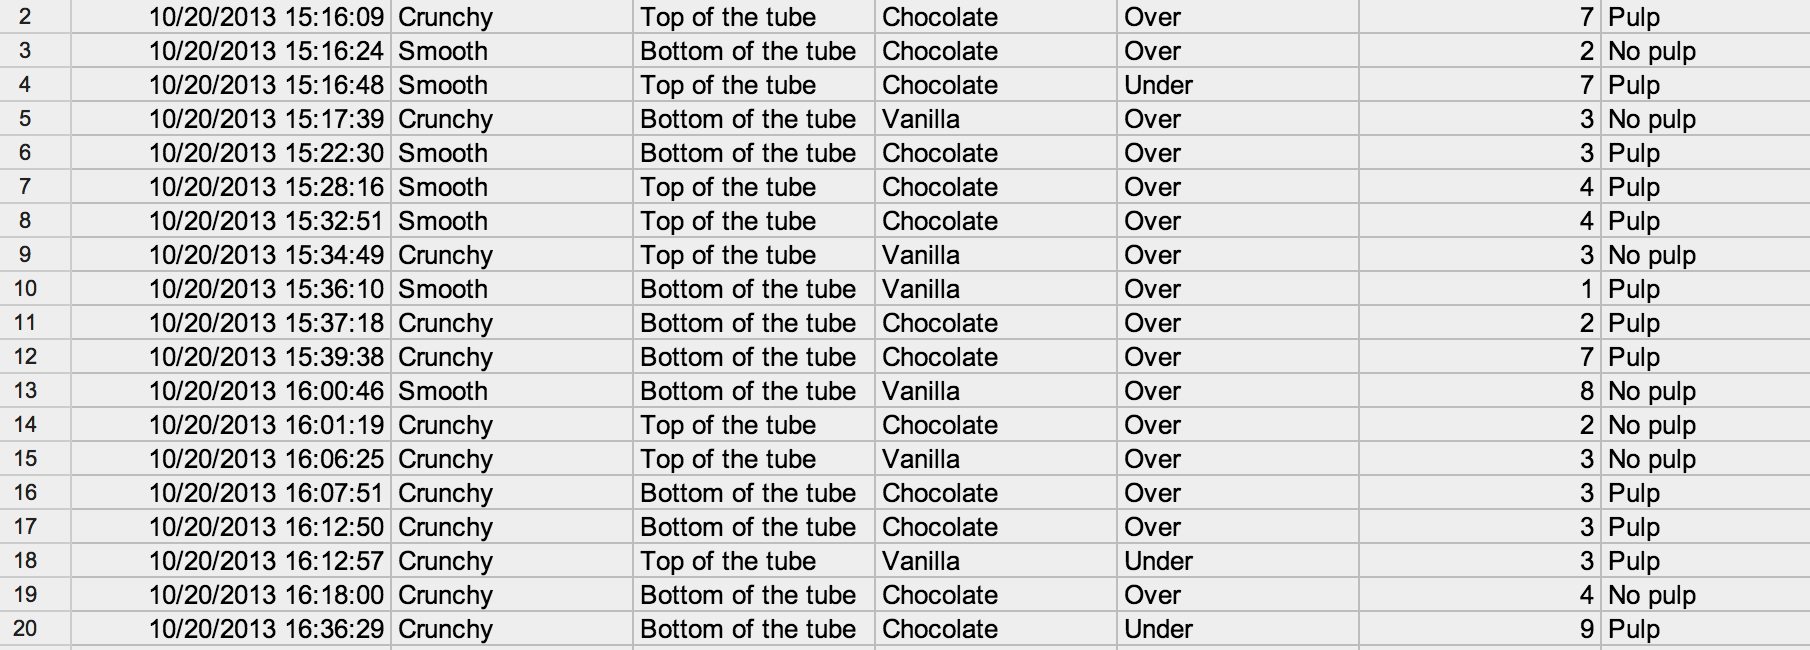 2 10/20/2013 15:16:09 Crunchy Top of the tube Chocolate Over 7 Pulp
3 10/20/2013 15:16:24 Smooth Bottom of the tube Chocolate Over 2 No pulp
4 10/20/2013 15:16:48 Smooth Top of the tube Chocolate Under 7 Pulp
5 10/20/2013 15:17:39 Crunchy Bottom of the tube Vanilla Over 3 No pulp
6 10/20/2013 15:22:30 Smooth Bottom of the tube Chocolate Over 3 Pulp
7 10/20/2013 15:28:16 Smooth Top of the tube Chocolate Over 4 Pulp
8 10/20/2013 15:32:51 Smooth Top of the tube Chocolate Over 4 Pulp
9 10/20/2013 15:34:49 Crunchy Top of the tube Vanilla Over 3 No pulp
10 10/20/2013 15:36:10 Smooth Bottom of the tube Vanilla Over 1 Pulp
11 10/20/2013 15:37:18 Crunchy Bottom of the tube Chocolate Over 2 Pulp
12 10/20/2013 15:39:38 Crunchy Bottom of the tube Chocolate Over 7 Pulp
13 10/20/2013 16:00:46 Smooth Bottom of the tube Vanilla Over 8 No pulp
14 10/20/2013 16:01:19 Crunchy Top of the tube Chocolate Over 2 No pulp
15 10/20/2013 16:06:25 Crunchy Top of the tube Vanilla Over 3 No pulp
16 10/20/2013 16:07:51 Crunchy Bottom of the tube Chocolate Over 3 Pulp
17 10/20/2013 16:12:50 Crunchy Bottom of the tube Chocolate Over 3 Pulp
18 10/20/2013 16:12:57 Crunchy Top of the tube Vanilla Under 3 Pulp
19 10/20/2013 16:18:00 Crunchy Bottom of the tube Chocolate Over 4 No pulp
20 10/20/2013 16:36:29 Crunchy Bottom of the tube Chocolate Under 9 Pulp